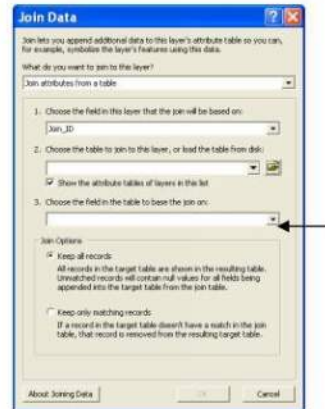 Join Data
Join lets you append additional data to this layer's attribute table so you can,
for example, symbolize the layer's features using this data.
What do you want to join to this layer?
Join attributes from a table
1. Choose the field in this layer that the join will be based on:
Join_ID
2. Choose the table to join to this layer, or load the table from disk:
Show the attribute tables of layers in this list
3. Choose the field in the table to base the join on:
Join Options
Keep all records
All records in the target table are shown in the resulting table.
Unmatched records will contain null values for all fields being
appended into the target table from the join table.
Keep only matching records
If a record in the target table doesn't have a match in the join
table, that record is removed from the resulting target table.
About Joining Data
OK
Cancel